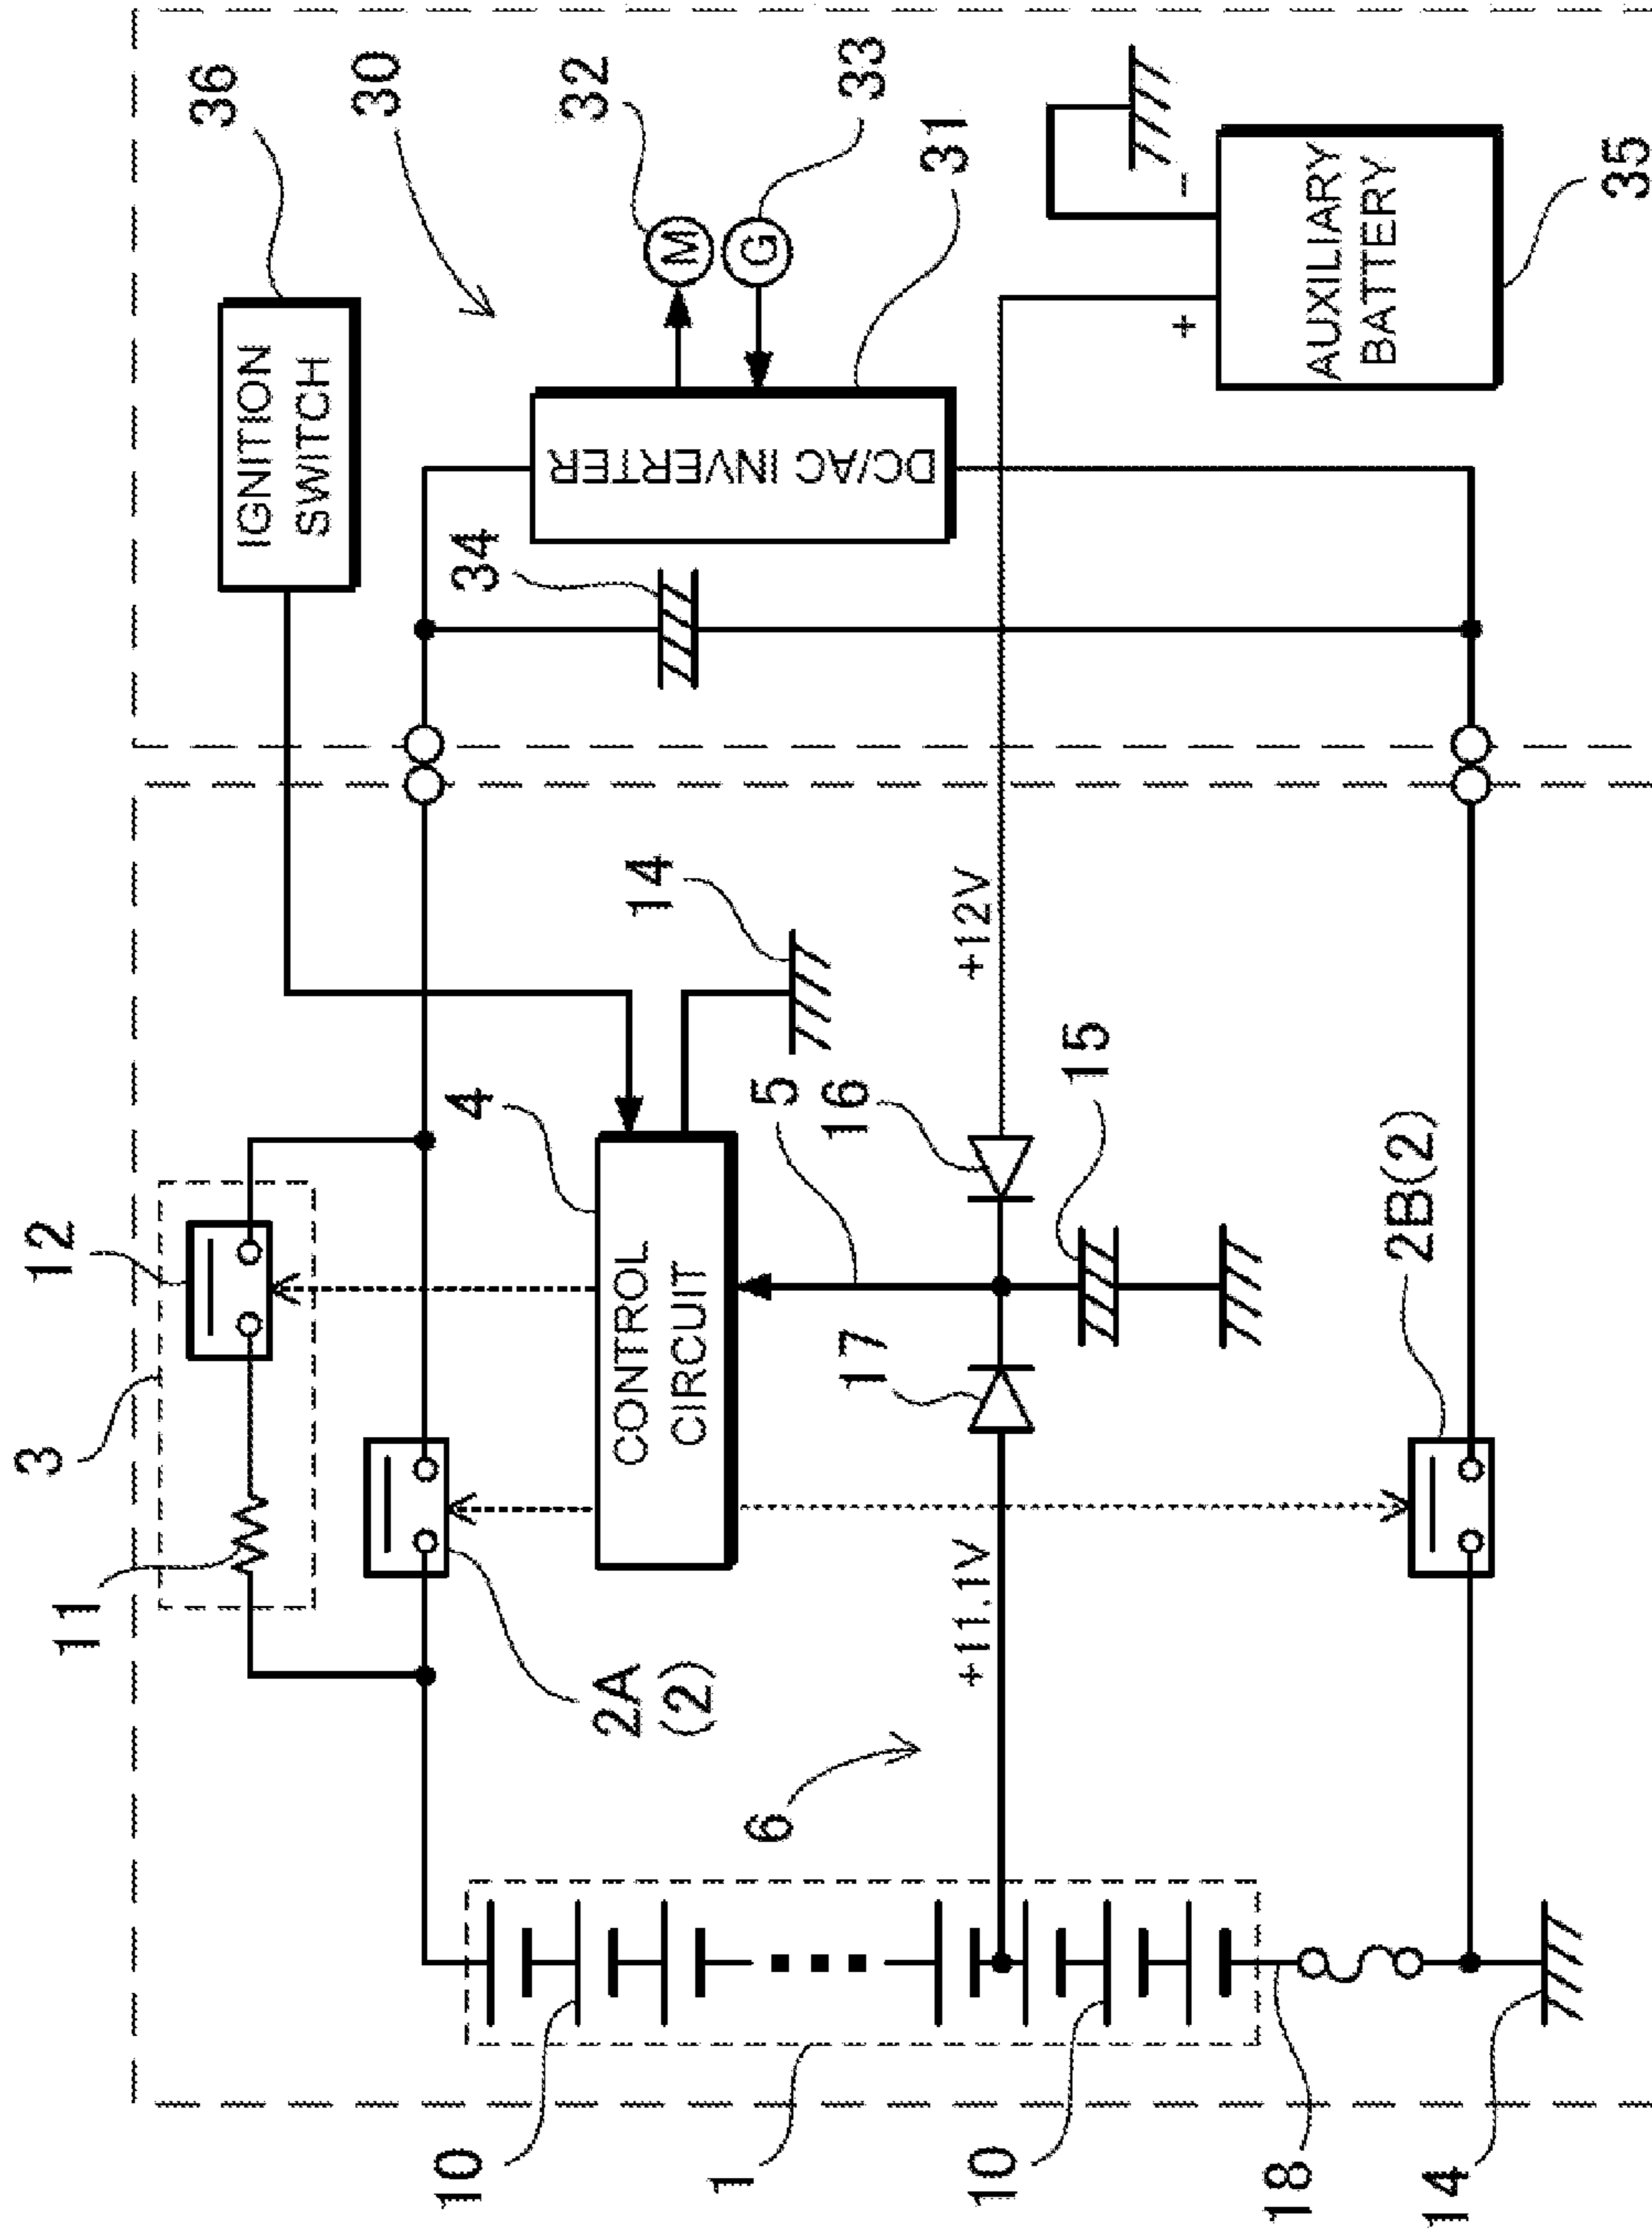 36
30
32
33
31
IGNITION
SWITCH
M
G
DC/AC INVERTER
34
AUXILIARY
BATTERY
+
-
35
12
3
11
4
14
CONTROL
CIRCUIT
2A
(2)
5
16
17
15
+12V
+11.1V
6
2B(2)
10
1
10
18
14